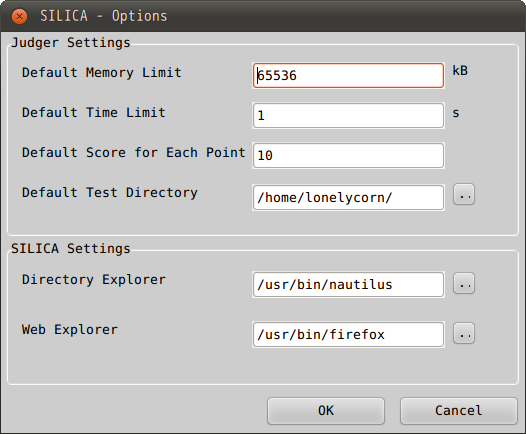 SILICA - Options
Judger Settings
Default Memory Limit 65536 kB
Default Time Limit 1 s
Default Score for Each Point 10
Default Test Directory /home/lonelycorn/ ..
SILICA Settings
Directory Explorer /usr/bin/nautilus ..
Web Explorer /usr/bin/firefox ..
OK Cancel